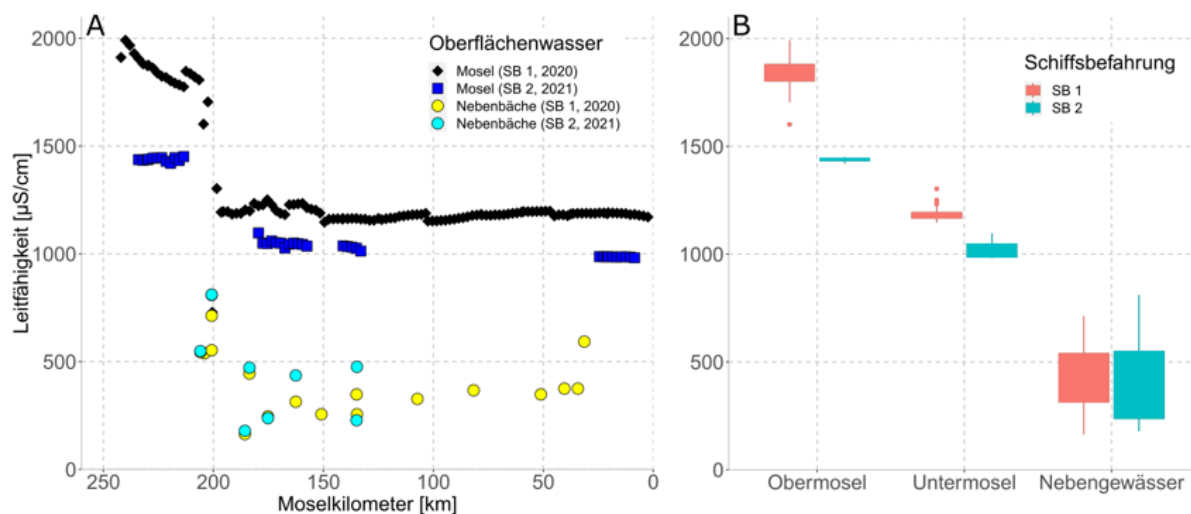 A
Oberflächenwasser
Mosel (SB 1, 2020)
Mosel (SB 2, 2021)
Nebenbäche (SB 1, 2020)
Nebenbäche (SB 2, 2021)
Leitfähigkeit [µS/cm]
2000
1500
1000
500
0
250
200
150
100
50
0
Moselkilometer [km]
B
Schiffsbefahrung
SB 1
SB 2
2000
1500
1000
500
0
Obermosel
Untermosel
Nebengewässer